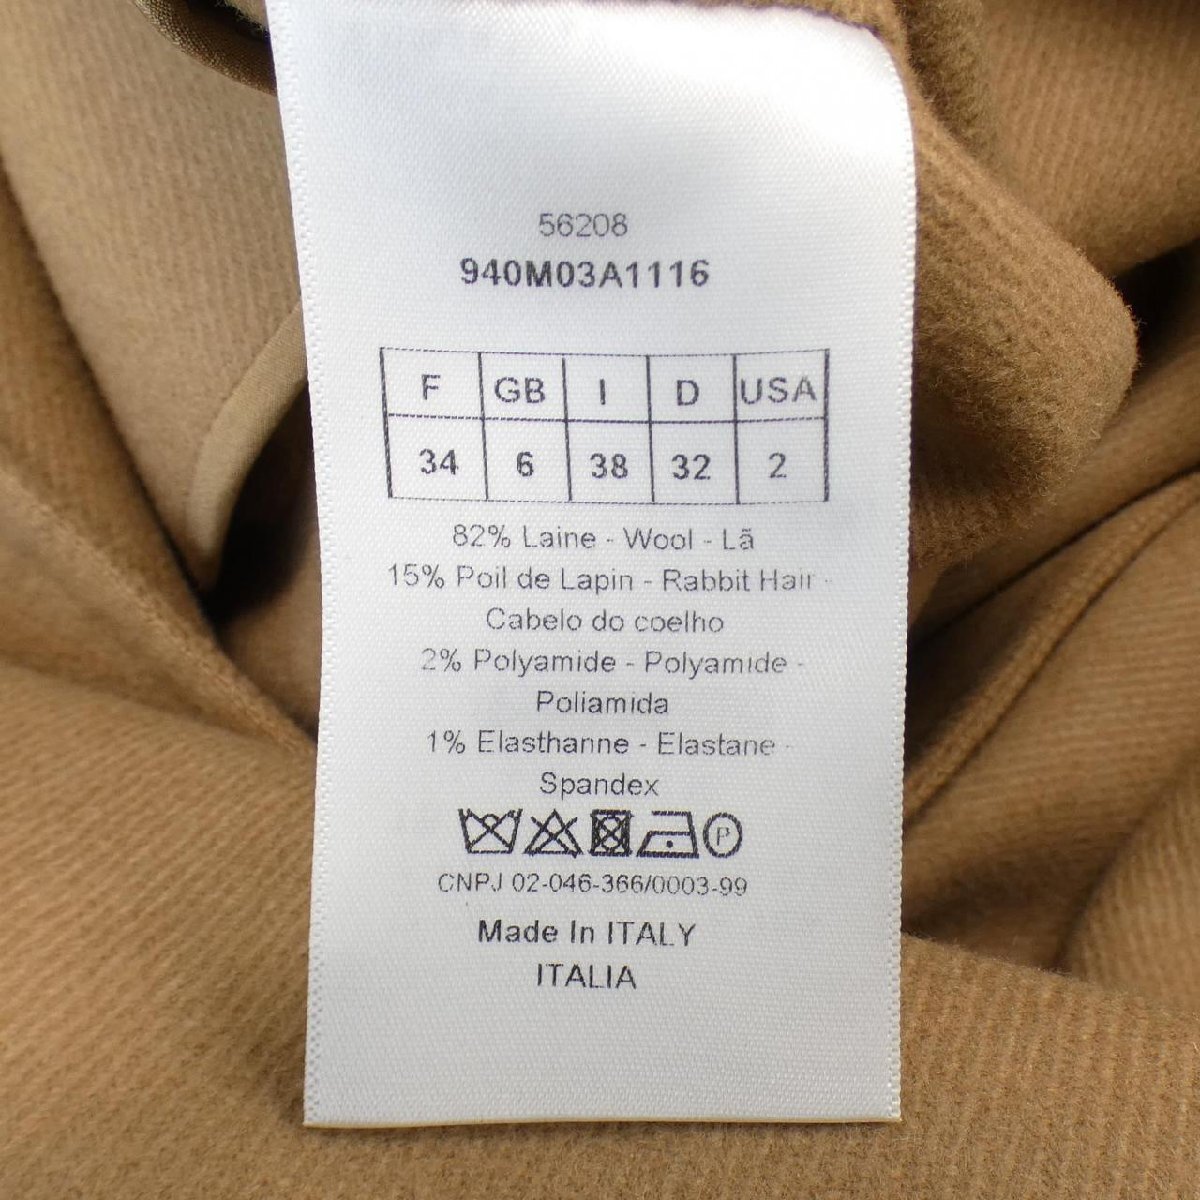 56208
940M03A1116
F GB I D USA
34 6 38 32 2
82% Laine - Wool - Lã
15% Poil de Lapin - Rabbit Hair -
Cabelo do coelho
2% Polyamide - Polyamide -
Poliamida
1% Elasthanne - Elastane -
Spandex
P
CNPJ 02-046-366/0003-99
Made In ITALY
ITALIA